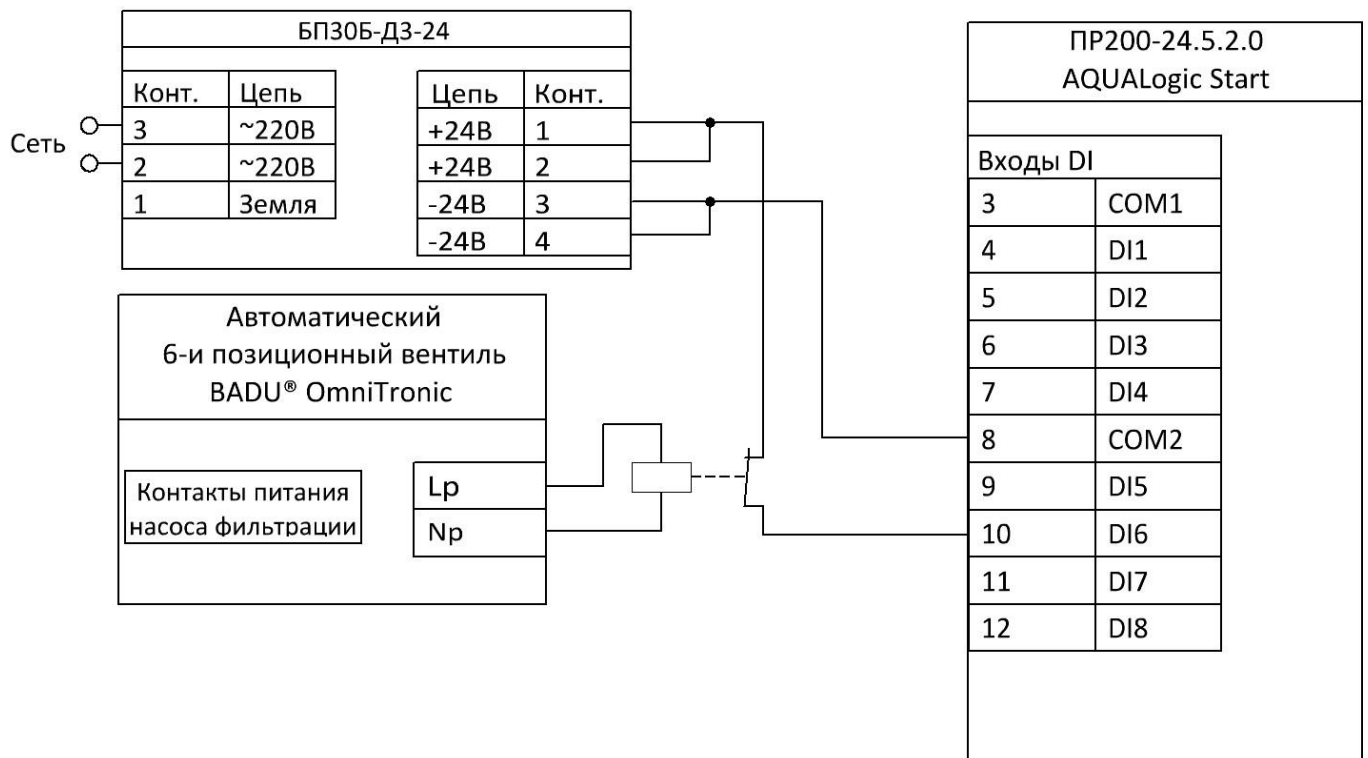 БП30Б-Д3-24
Конт. Цепь
3 ~220В
2 ~220В
1 Земля
Сеть
Цепь Конт.
+24В 1
+24В 2
-24В 3
-24В 4
Автоматический
6-и позиционный вентиль
BADU® OmniTronic
Контакты питания
насоса фильтрации
Lp
Np
ПР200-24.5.2.0
AQUALogic Start
Входы DI
3 COM1
4 DI1
5 DI2
6 DI3
7 DI4
8 COM2
9 DI5
10 DI6
11 DI7
12 DI8